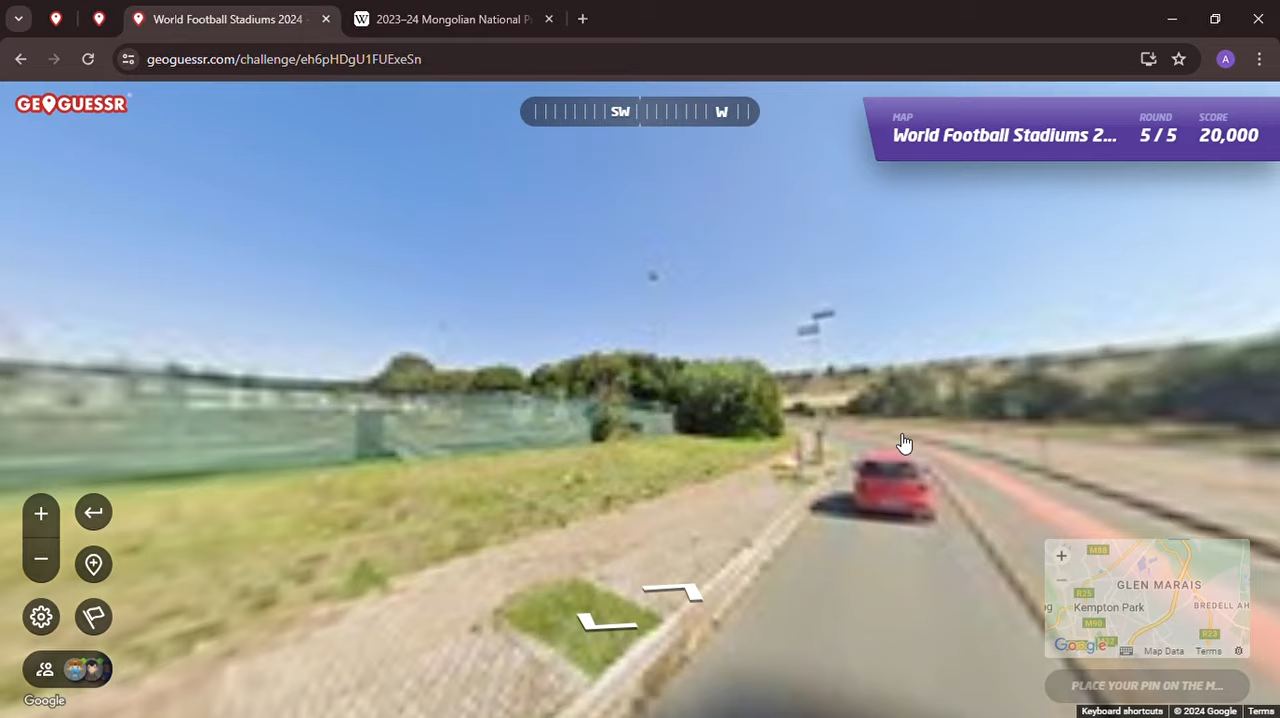 World Football Stadiums 2024 -
2023–24 Mongolian National P
geoguessr.com/challenge/eh6pHDgU1FUExeSn
A
GEOGUESSR
SW
W
MAP
ROUND
SCORE
World Football Stadiums 2...
5 / 5
20,000
M88
GLEN MARAIS
R25
ng
Kempton Park
BREDELL AH
M90
R23
Google
Map Data
Terms
PLACE YOUR PIN ON THE M...
Google
Keyboard shortcuts
© 2024 Google
Terms